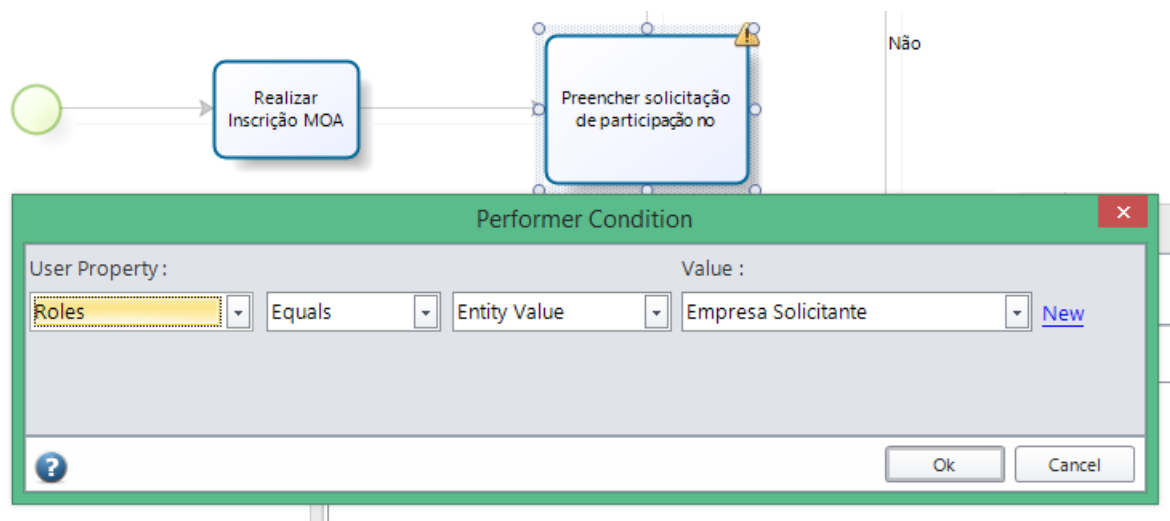 Não
Realizar
Inscrição MOA
Preencher solicitação
de participação no
Performer Condition
User Property :
Value :
Roles
Equals
Entity Value
Empresa Solicitante
New
Ok
Cancel